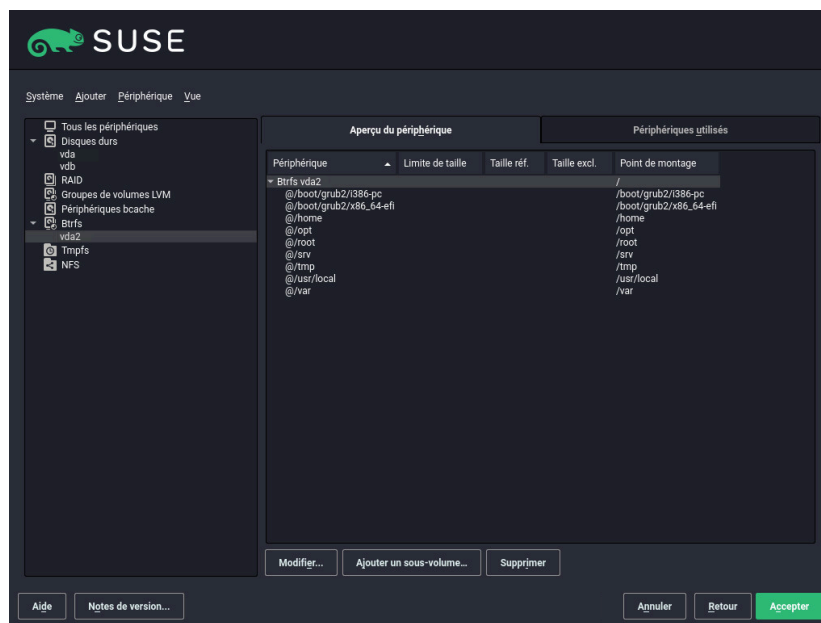 SUSE
Système Ajouter Périphérique Vue
Tous les périphériques
Disques durs
vda
vdb
RAID
Groupes de volumes LVM
Périphériques bcache
Btrfs
vda2
Tmpfs
NFS
Aperçu du périphérique Périphériques utilisés
Périphérique Limite de taille Taille réf. Taille excl. Point de montage
Btrfs vda2 /
@/boot/grub2/i386-pc /boot/grub2/i386-pc
@/boot/grub2/x86_64-efi /boot/grub2/x86_64-efi
@/home /home
@/opt /opt
@/root /root
@/srv /srv
@/tmp /tmp
@/usr/local /usr/local
@/var /var
Modifier... Ajouter un sous-volume... Supprimer
Aide Notes de version... Annuler Retour Accepter